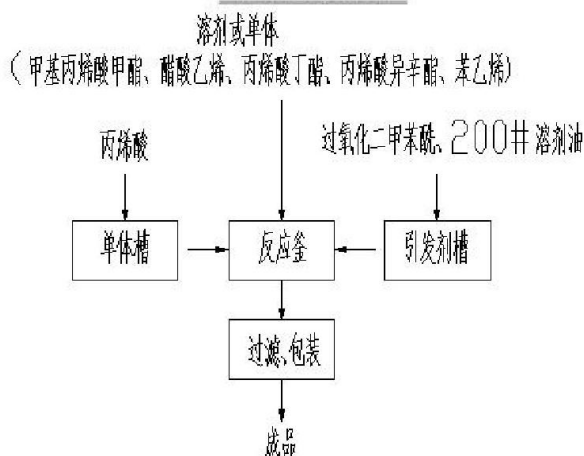 溶剂或单体
(甲基丙烯酸甲酯、醋酸乙烯、丙烯酸丁酯、丙烯酸异辛酯、苯乙烯)
丙烯酸
过氧化二甲苯酰、200#溶剂油
单体槽
反应釜
引发剂槽
过滤、包装
成品